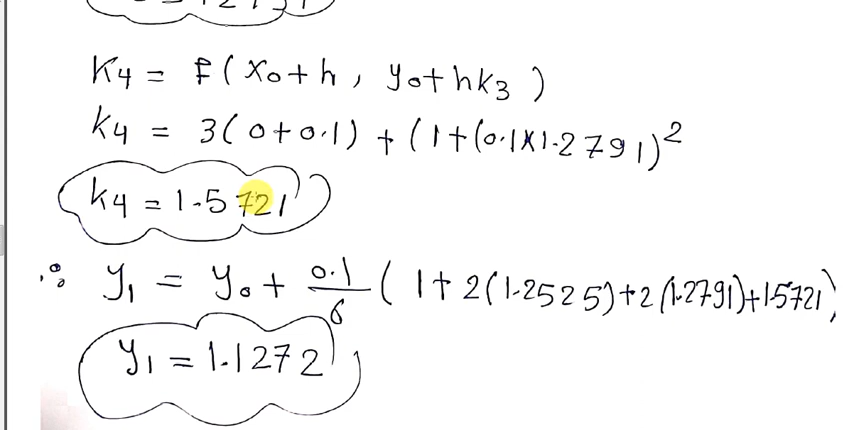 K4 = f(x0+h, y0+hk3)
k4 = 3(0+0.1) + (1+(0.1×1.2791)^2
k4 = 1.5721
∴ y1 = y0 + 0.1/6 (1+2(1.2525)+2(1.2791)+1.5721)
y1 = 1.1272